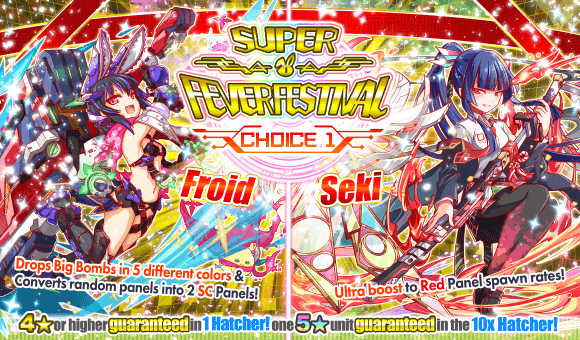 SUPER
FEVER FESTIVAL
CHOICE 1
Froid
Seki
Drops Big Bombs in 5 different colors &
Converts random panels into 2 SC Panels!
Ultra boost to Red Panel spawn rates!
4★ or higher guaranteed in 1 Hatcher! one 5★ unit guaranteed in the 10x Hatcher!